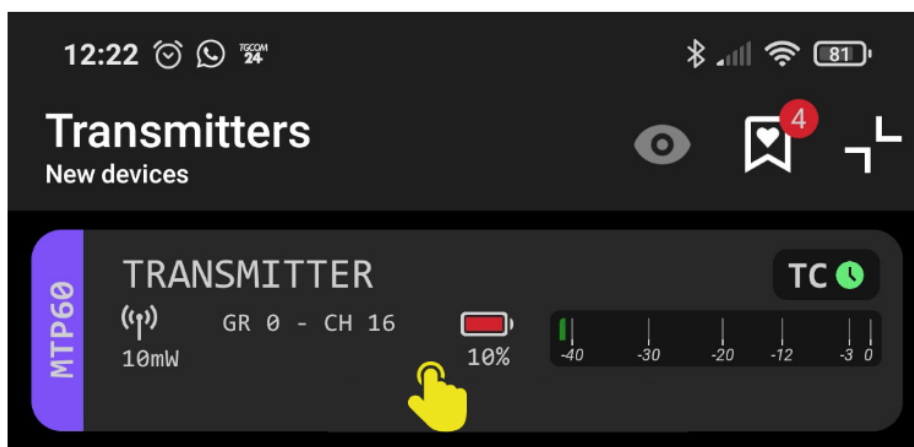 12:22 TGCOM 24 81
Transmitters
4
New devices
MTP60
TRANSMITTER
TC
GR 0 - CH 16
10mW
10%
-40 -30 -20 -12 -3 0